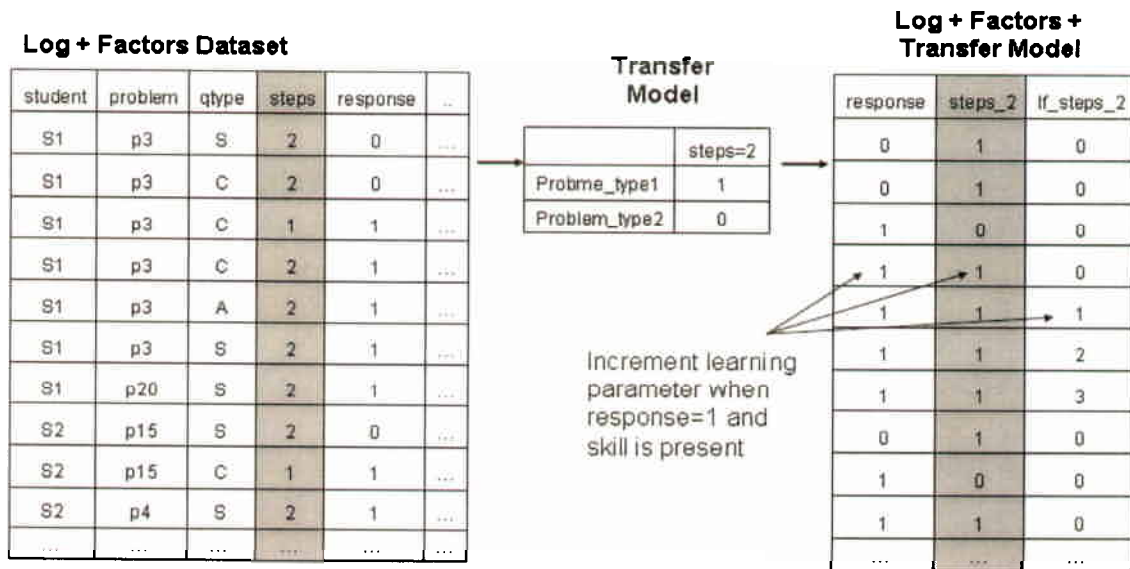 Log + Factors Dataset
student problem qtype steps response ..
S1 p3 S 2 0 ...
S1 p3 C 2 0 ...
S1 p3 C 1 1 ...
S1 p3 C 2 1 ...
S1 p3 A 2 1 ...
S1 p3 S 2 1 ...
S1 p20 S 2 1 ...
S2 p15 S 2 0 ...
S2 p15 C 1 1 ...
S2 p4 S 2 1 ...
... ... ... ... ... ...
Transfer
Model
steps=2
Probme_type1 1
Problem_type2 0
Increment learning
parameter when
response=1 and
skill is present
Log + Factors +
Transfer Model
response steps_2 lf_steps_2
0 1 0
0 1 0
1 0 0
1 1 0
1 1 1
1 1 2
1 1 3
0 1 0
1 0 0
1 1 0
... ... ...